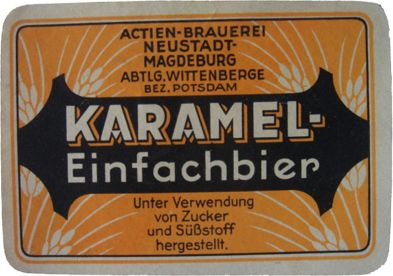 ACTIEN-BRAUEREI
NEUSTADT-
MAGDEBURG
ABTLG. WITTENBERGE
BEZ. POTSDAM
KARAMEL-
Einfachbier
Unter Verwendung
von Zucker
und Süßstoff
hergestellt.